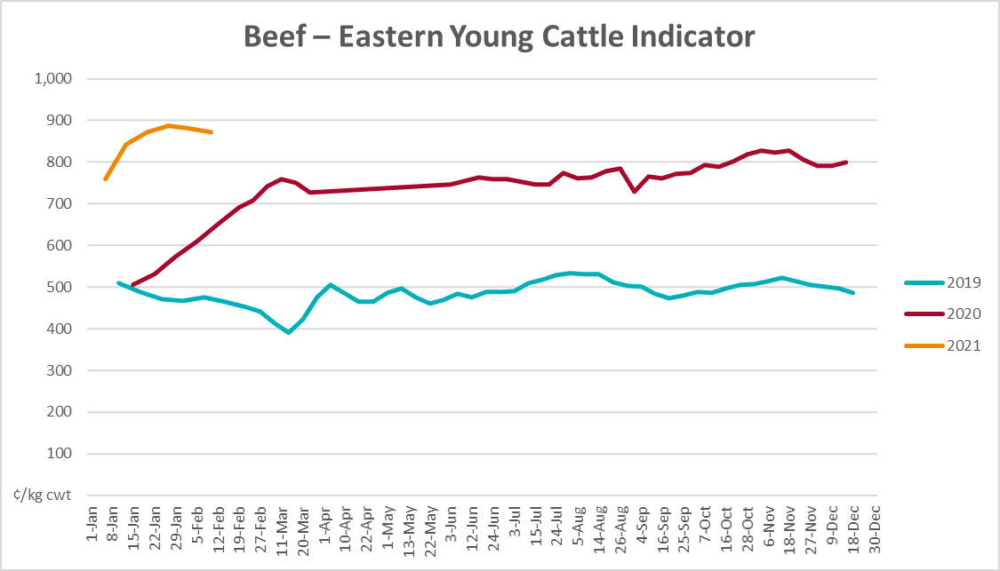 Beef – Eastern Young Cattle Indicator
1,000
900
800
700
600
500
400
300
200
100
¢/kg cwt
1-Jan
8-Jan
15-Jan
22-Jan
29-Jan
5-Feb
12-Feb
19-Feb
27-Feb
11-Mar
20-Mar
1-Apr
10-Apr
22-Apr
1-May
13-May
22-May
3-Jun
12-Jun
24-Jun
3-Jul
15-Jul
24-Jul
5-Aug
14-Aug
26-Aug
4-Sep
16-Sep
25-Sep
7-Oct
16-Oct
28-Oct
6-Nov
18-Nov
27-Nov
9-Dec
18-Dec
30-Dec
2019
2020
2021